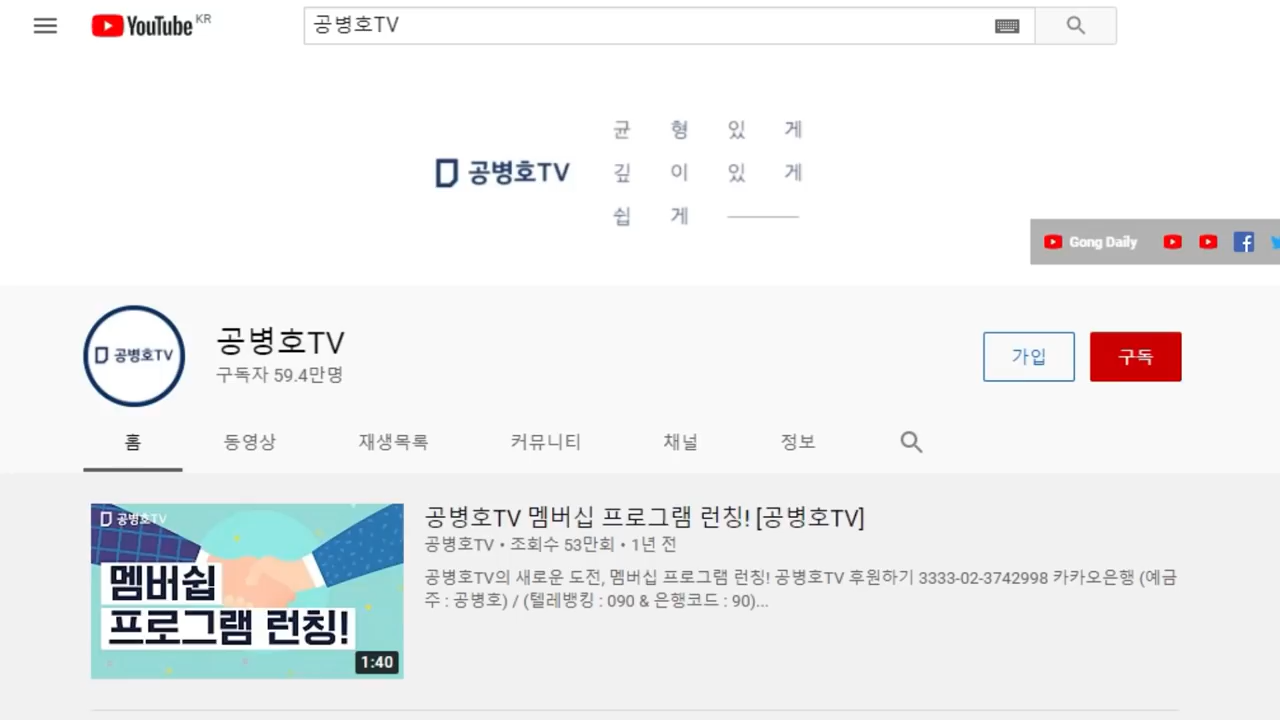 YouTube KR
공병호TV
균형있게
공병호TV
깊이있게
쉽게
Gong Daily
공병호TV
공병호TV
구독자 59.4만명
가입
구독
홈
동영상
재생목록
커뮤니티
채널
정보
공병호TV
멤버쉽
프로그램 런칭!
1:40
공병호TV 멤버십 프로그램 런칭! [공병호TV]
공병호TV • 조회수 53만회 • 1년 전
공병호TV의 새로운 도전, 멤버십 프로그램 런칭! 공병호TV 후원하기 3333-02-3742998 카카오은행 (예금
주 : 공병호) / (텔레뱅킹 : 090 & 은행코드 : 90)...